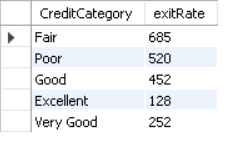 CreditCategory exitRate
Fair 685
Poor 520
Good 452
Excellent 128
Very Good 252